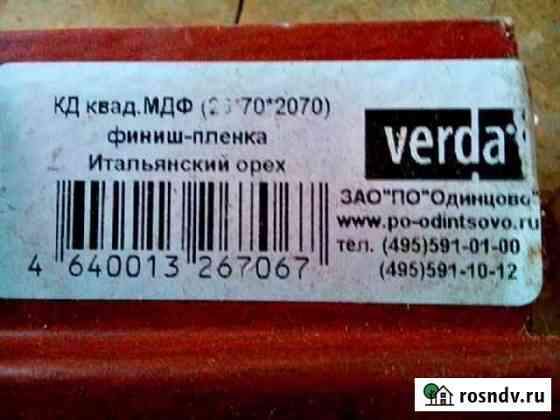 КД квад.МДФ (26*70*2070)
финиш-пленка
Итальянский орех
4 640013 267067
verda
ЗАО"ПО"Одинцово"
www.po-odintsovo.ru
тел. (495)591-01-00
(495)591-10-12
rosndv.ru